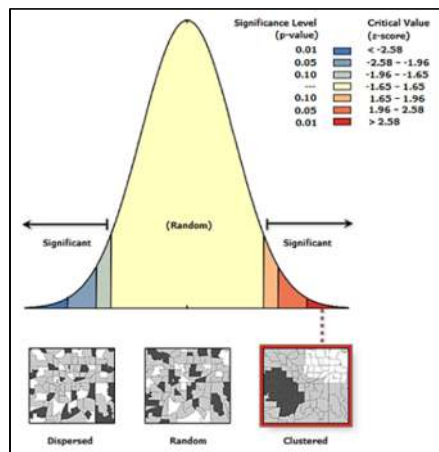 Significance Level Critical Value
(p-value) (z-score)
0.01 < -2.58
0.05 -2.58 – -1.96
0.10 -1.96 – -1.65
--- -1.65 – 1.65
0.10 1.65 – 1.96
0.05 1.96 – 2.58
0.01 > 2.58
Significant (Random) Significant
Dispersed Random Clustered